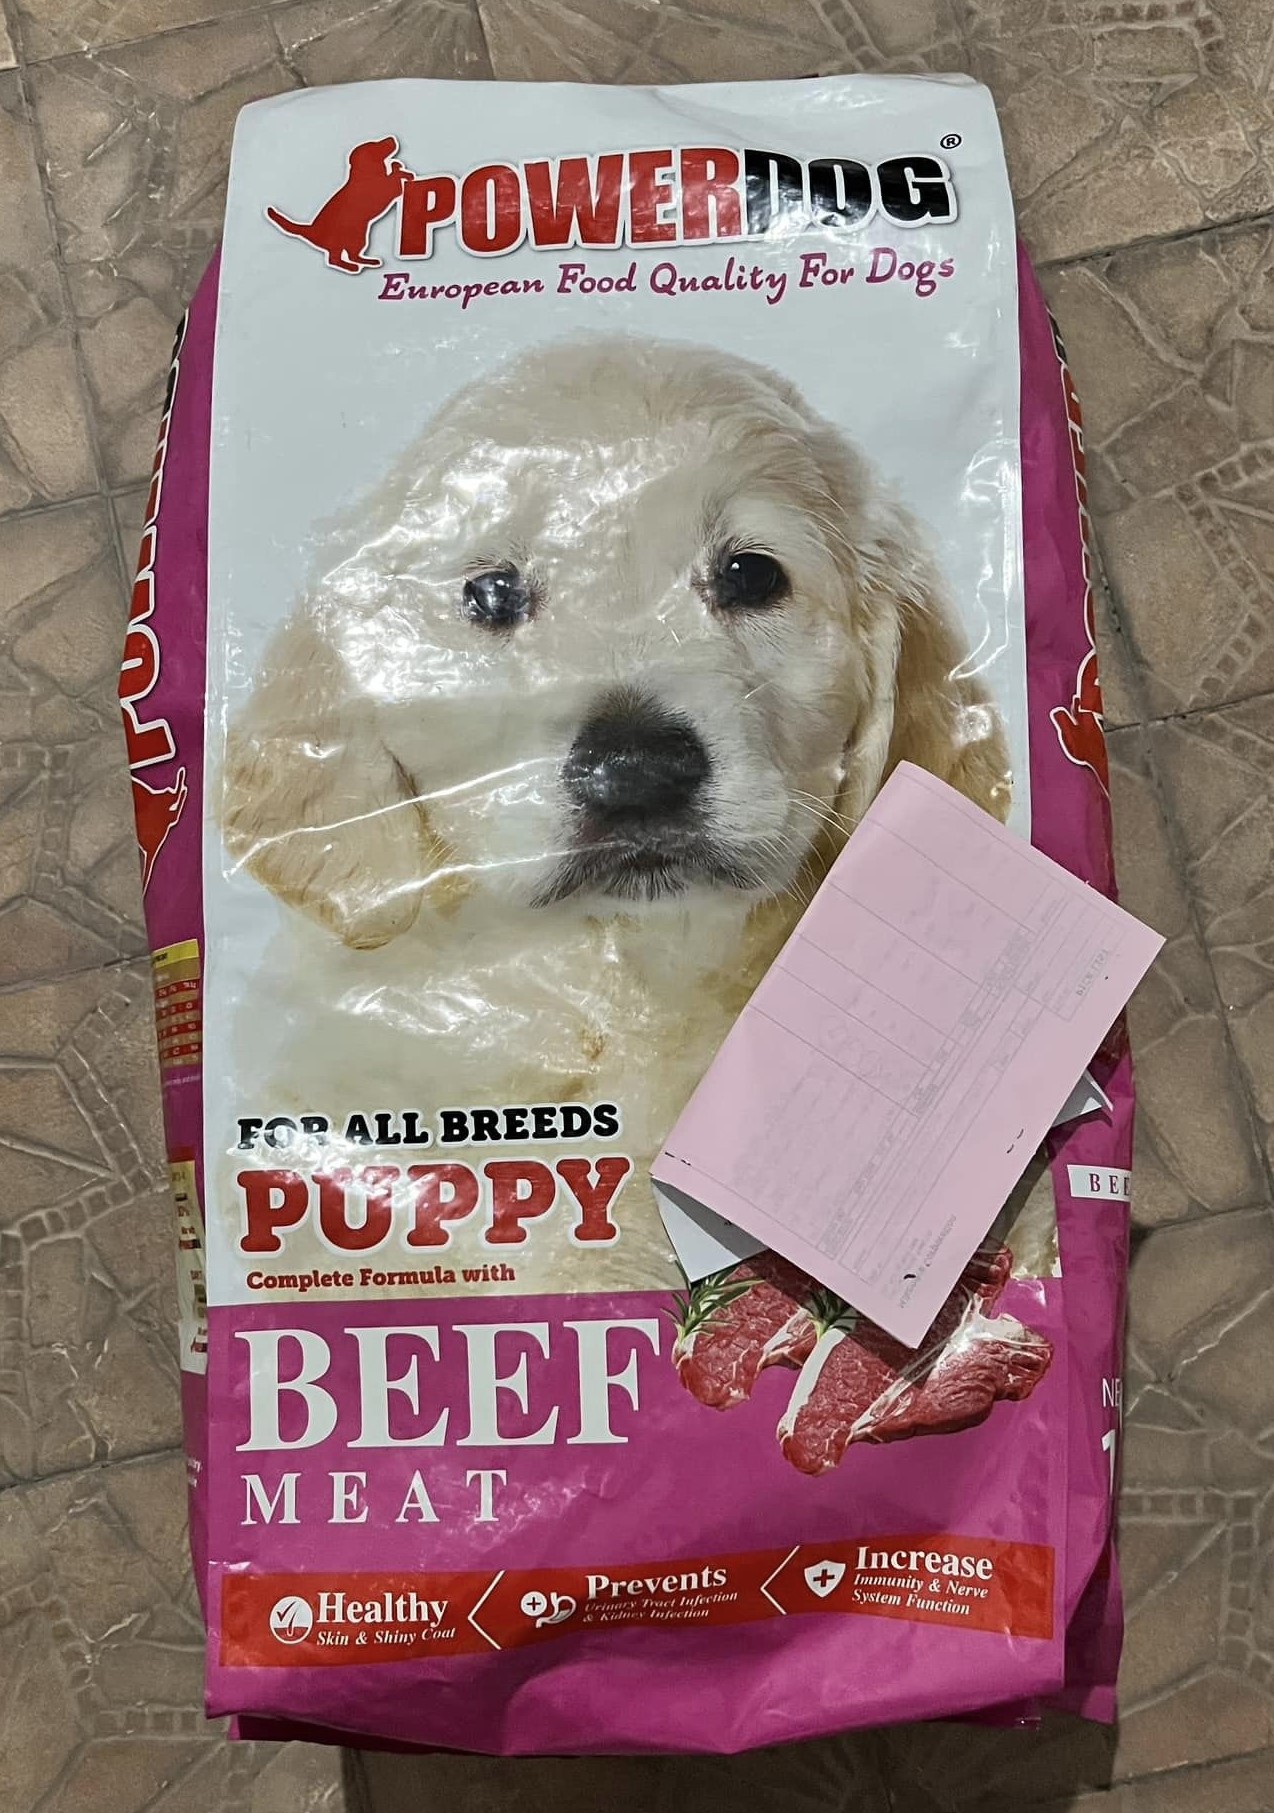 POWERDOG®
European Food Quality For Dogs
FOR ALL BREEDS
PUPPY
Complete Formula with
BEEF
MEAT
Healthy
Skin & Shiny Coat
Prevents
Urinary Tract Infection
& Kidney Infection
Increase
Immunity & Nerve
System Function